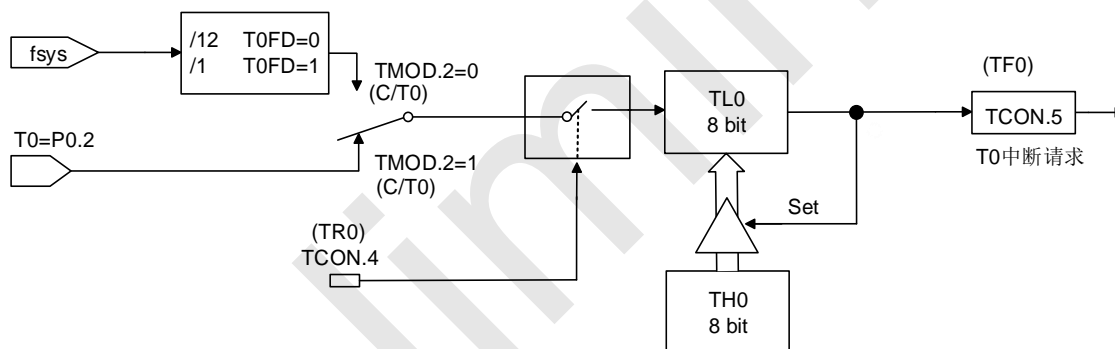 fsys
/12 T0FD=0
/1 T0FD=1
TMOD.2=0
(C/T0)
T0=P0.2
TMOD.2=1
(C/T0)
(TR0)
TCON.4
TL0
8 bit
Set
TH0
8 bit
(TF0)
TCON.5
T0中断请求